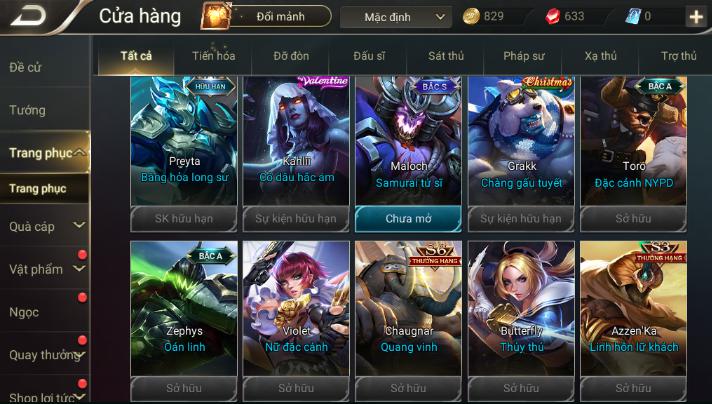 Cửa hàng
Đổi mảnh
Mặc định
829
633
0
Đề cử
Tướng
Trang phục
Trang phục
Quà cáp
Vật phẩm
Ngọc
Quay thưởng
Shop lợi tức
Tất cả
Tiến hóa
Đỡ đòn
Đấu sĩ
Sát thủ
Pháp sư
Xạ thủ
Trợ thủ
HỮU HẠN
Preyta
Băng hỏa long sư
SK hữu hạn
Valentine
Kahlii
Cô dâu hắc ám
Sự kiện hữu hạn
BẬC S
Maloch
Samurai tử sĩ
Chưa mở
Christmas
Grakk
Chàng gấu tuyết
Sự kiện hữu hạn
BẬC A
Toro
Đặc cảnh NYPD
Sở hữu
BẬC A
Zephys
Oán linh
Sở hữu
Violet
Nữ đặc cảnh
Sở hữu
S6
THƯỜNG HẠNG
Chaugnar
Quang vinh
Sở hữu
Butterfly
Thủy thủ
Sở hữu
S3
THƯỜNG HẠNG
Azzen'Ka
Linh hồn lữ khách
Sở hữu